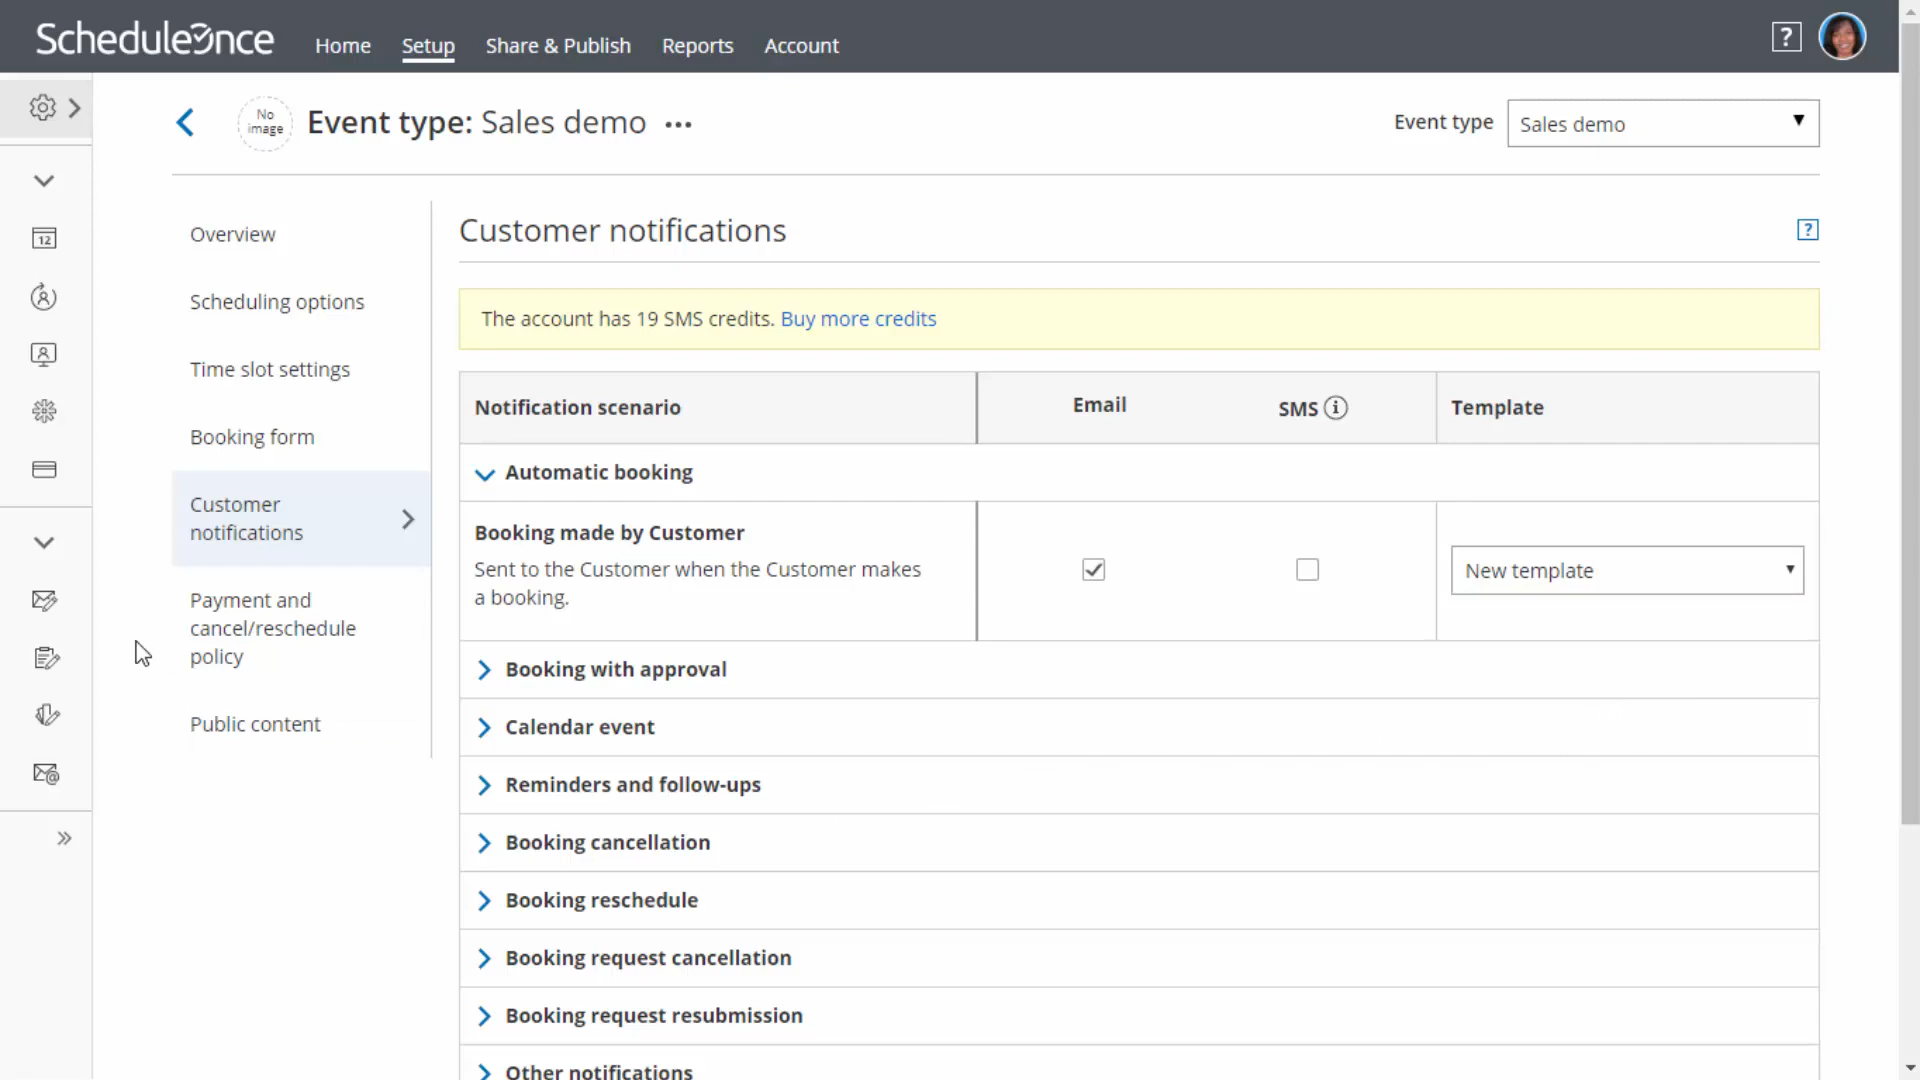 ScheduleOnce
Home
Setup
Share & Publish
Reports
Account
?
No
image
Event type: Sales demo
Event type
Sales demo
12
Overview
Scheduling options
Time slot settings
Booking form
Customer
notifications
Payment and
cancel/reschedule
policy
Public content
Customer notifications
?
The account has 19 SMS credits. Buy more credits
Notification scenario
Email
SMS
Template
Automatic booking
Booking made by Customer
Sent to the Customer when the Customer makes
a booking.
New template
Booking with approval
Calendar event
Reminders and follow-ups
Booking cancellation
Booking reschedule
Booking request cancellation
Booking request resubmission
Other notifications